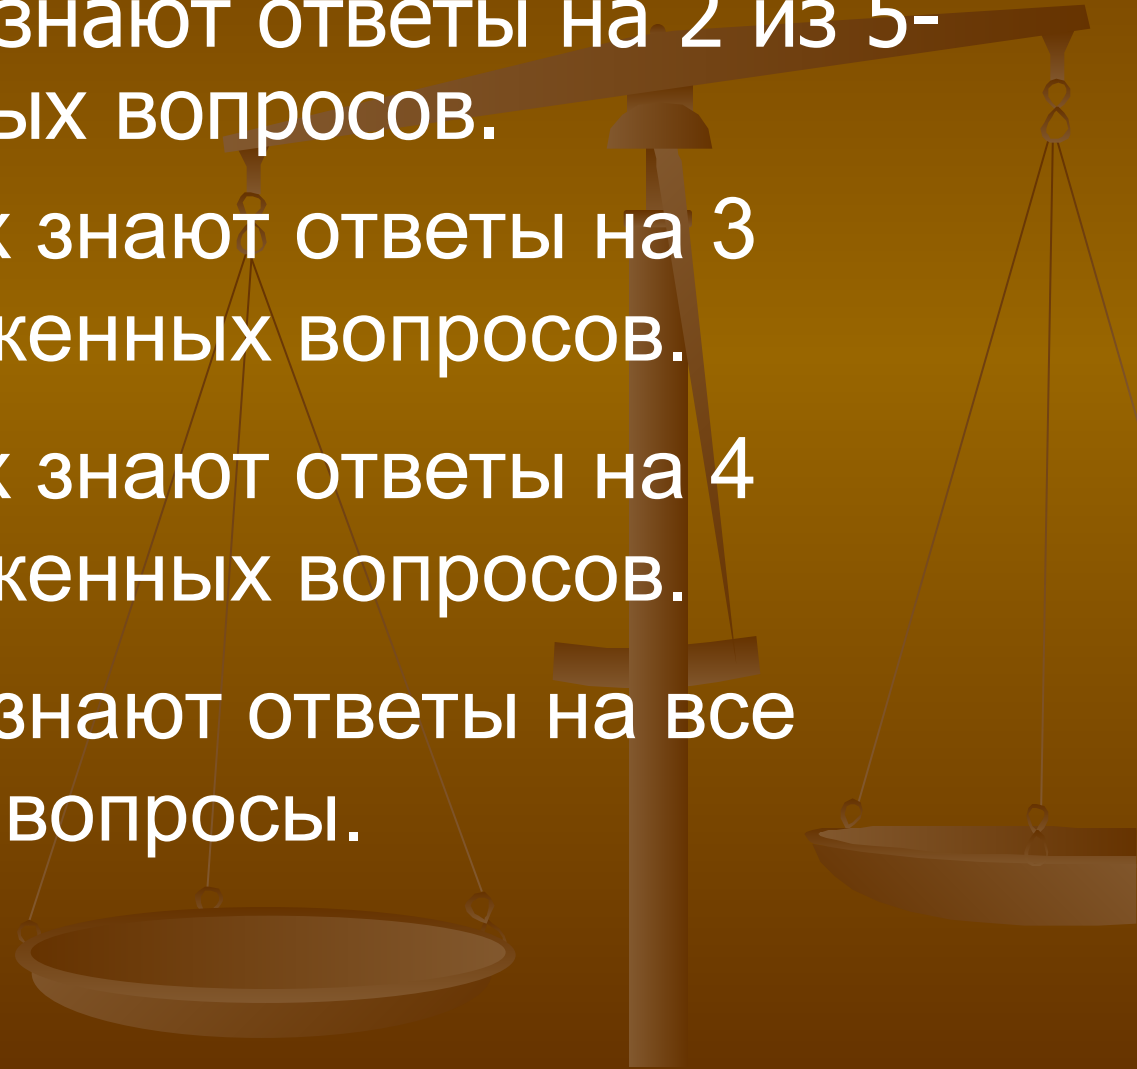 знают ответы на 2 из 5-
ых вопросов.
х знают ответы на 3
женных вопросов.
х знают ответы на 4
женных вопросов.
знают ответы на все
вопросы.